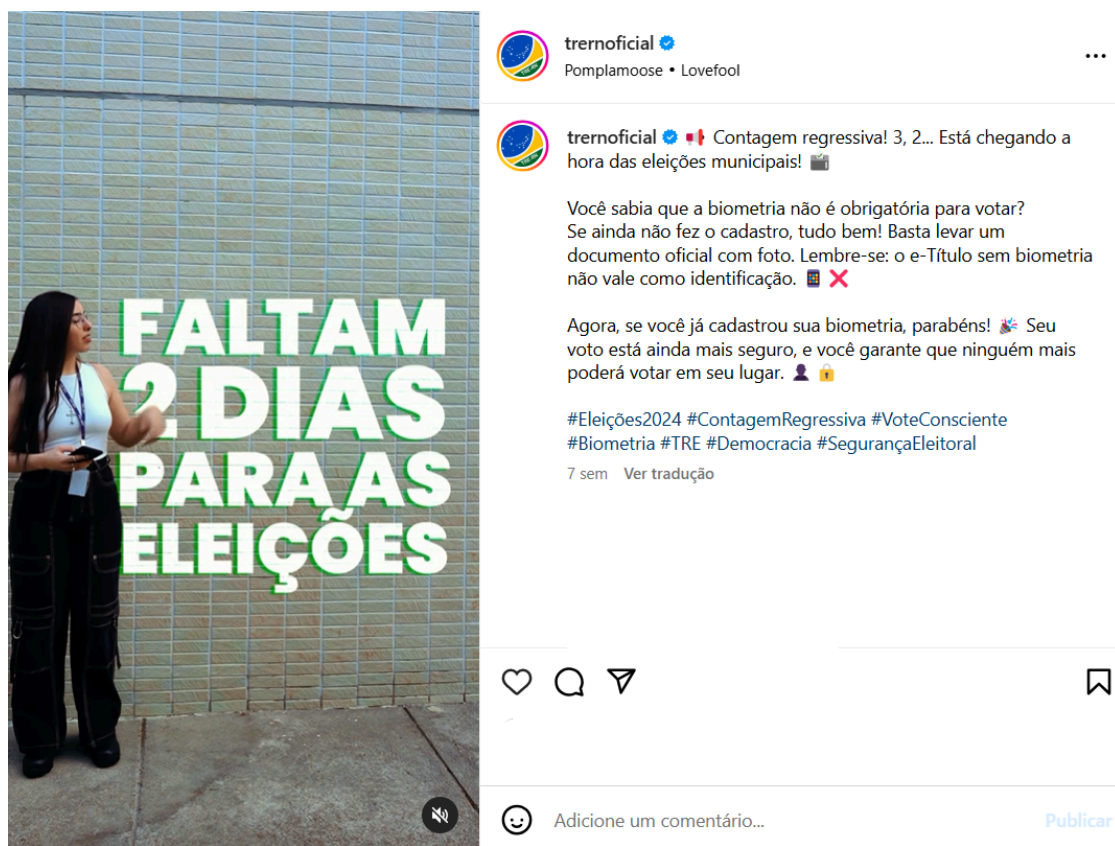 FALTAM
2 DIAS
PARA AS
ELEIÇÕES
trernoficial
Pomplamoose • Lovefool
trernoficial 📢 Contagem regressiva! 3, 2... Está chegando a
hora das eleições municipais! 🗳️
Você sabia que a biometria não é obrigatória para votar?
Se ainda não fez o cadastro, tudo bem! Basta levar um
documento oficial com foto. Lembre-se: o e-Título sem biometria
não vale como identificação. 📱 ❌
Agora, se você já cadastrou sua biometria, parabéns! 🎉 Seu
voto está ainda mais seguro, e você garante que ninguém mais
poderá votar em seu lugar. 👤 🔒
#Eleições2024 #ContagemRegressiva #VoteConsciente
#Biometria #TRE #Democracia #SegurançaEleitoral
7 sem Ver tradução
Adicione um comentário... Publicar